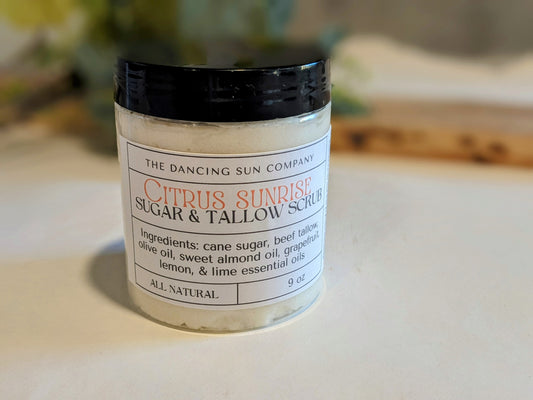 THE DANCING SUN COMPANY
CITRUS SUNRISE
SUGAR & TALLOW SCRUB
Ingredients: cane sugar, beef tallow,
olive oil, sweet almond oil, grapefruit,
lemon, & lime essential oils
ALL NATURAL
9 oz